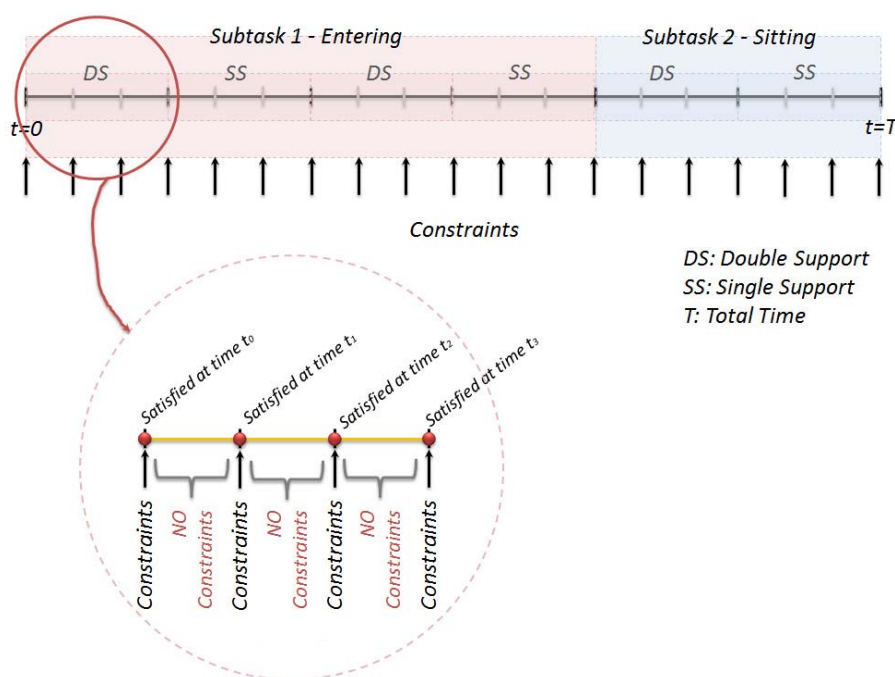 Subtask 1 - Entering
Subtask 2 - Sitting
DS
SS
DS
SS
DS
SS
t=0
t=T
Constraints
DS: Double Support
SS: Single Support
T: Total Time
Satisfied at time t₀
Satisfied at time t₁
Satisfied at time t₂
Satisfied at time t₃
Constraints
NO
Constraints
Constraints
NO
Constraints
Constraints
NO
Constraints
Constraints